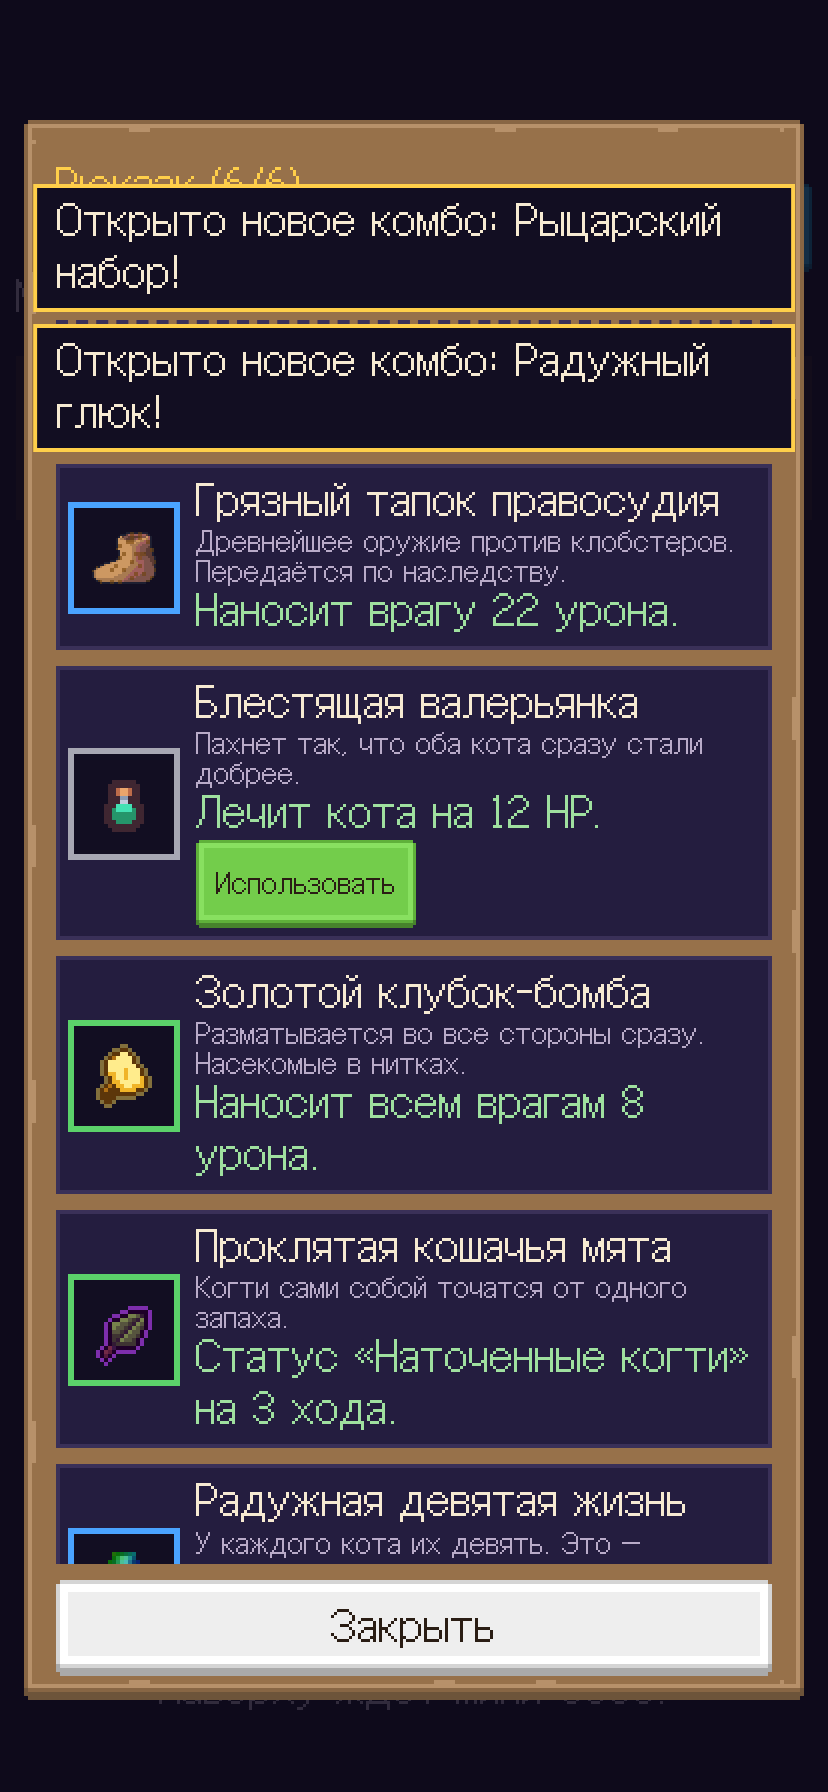 Рюкзак (6/6)
Открыто новое комбо: Рыцарский
набор!
Открыто новое комбо: Радужный
глюк!
Грязный тапок правосудия
Древнейшее оружие против клобстеров.
Передаётся по наследству.
Наносит врагу 22 урона.
Блестящая валерьянка
Пахнет так, что оба кота сразу стали
добрее.
Лечит кота на 12 HP.
Использовать
Золотой клубок-бомба
Разматывается во все стороны сразу.
Насекомые в нитках.
Наносит всем врагам 8
урона.
Проклятая кошачья мята
Когти сами собой точатся от одного
запаха.
Статус «Наточенные когти»
на 3 хода.
Радужная девятая жизнь
У каждого кота их девять. Это —
Закрыть